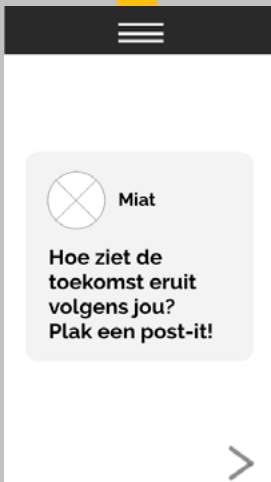 Miat
Hoe ziet de
toekomst eruit
volgens jou?
Plak een post-it!